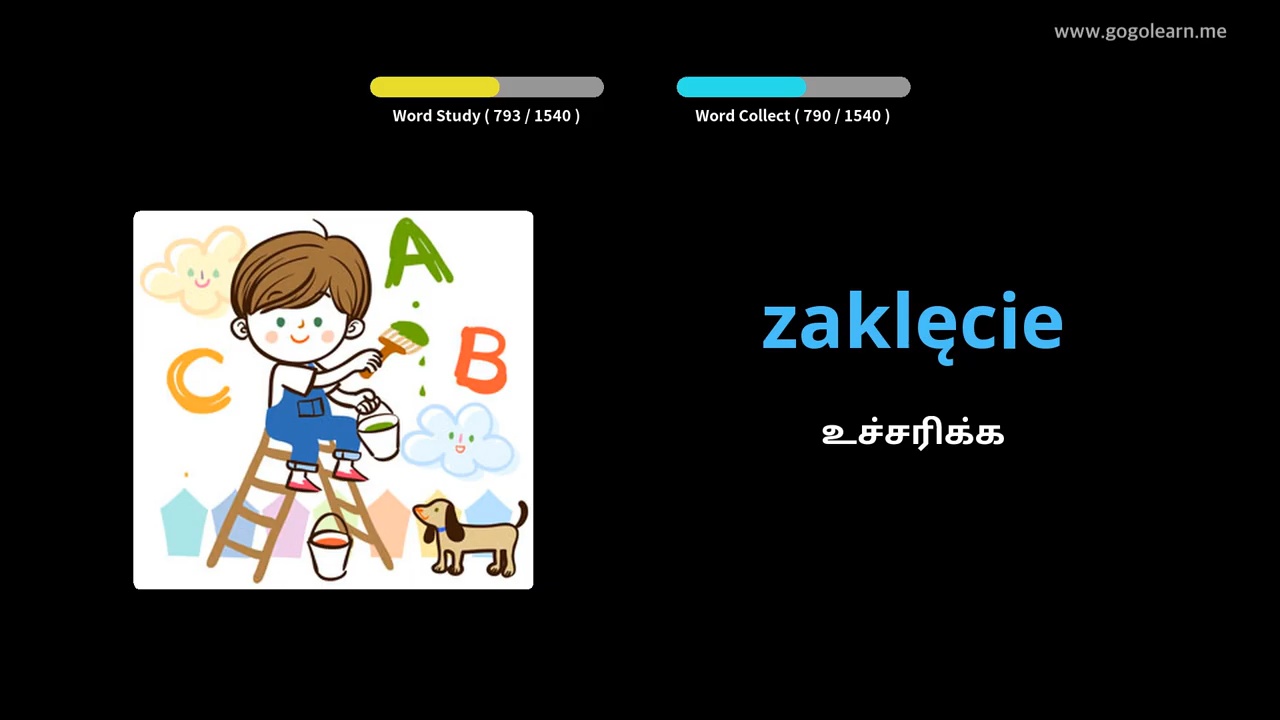 www.gogolearn.me
Word Study ( 793 / 1540 )
Word Collect ( 790 / 1540 )
A
B
C
zaklęcie
உச்சரிக்க